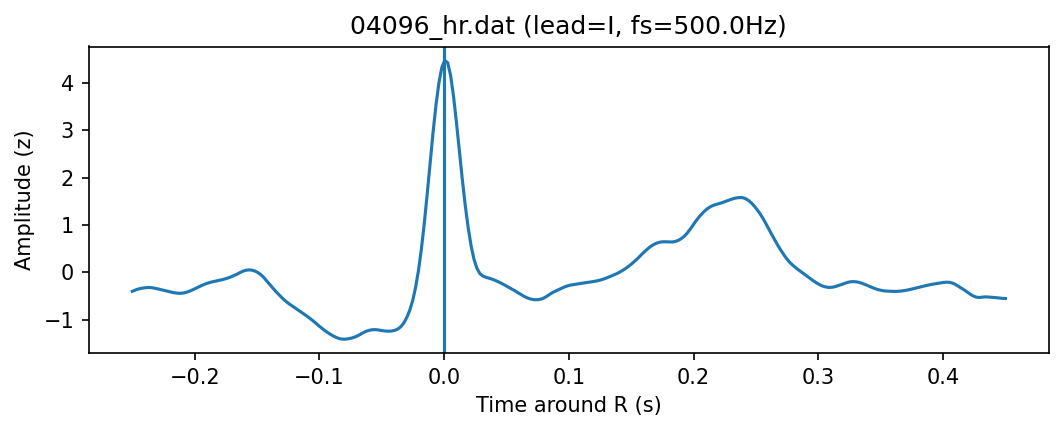 04096_hr.dat (lead=I, fs=500.0Hz)
Amplitude (z)
4
3
2
1
0
−1
−0.2 −0.1 0.0 0.1 0.2 0.3 0.4
Time around R (s)